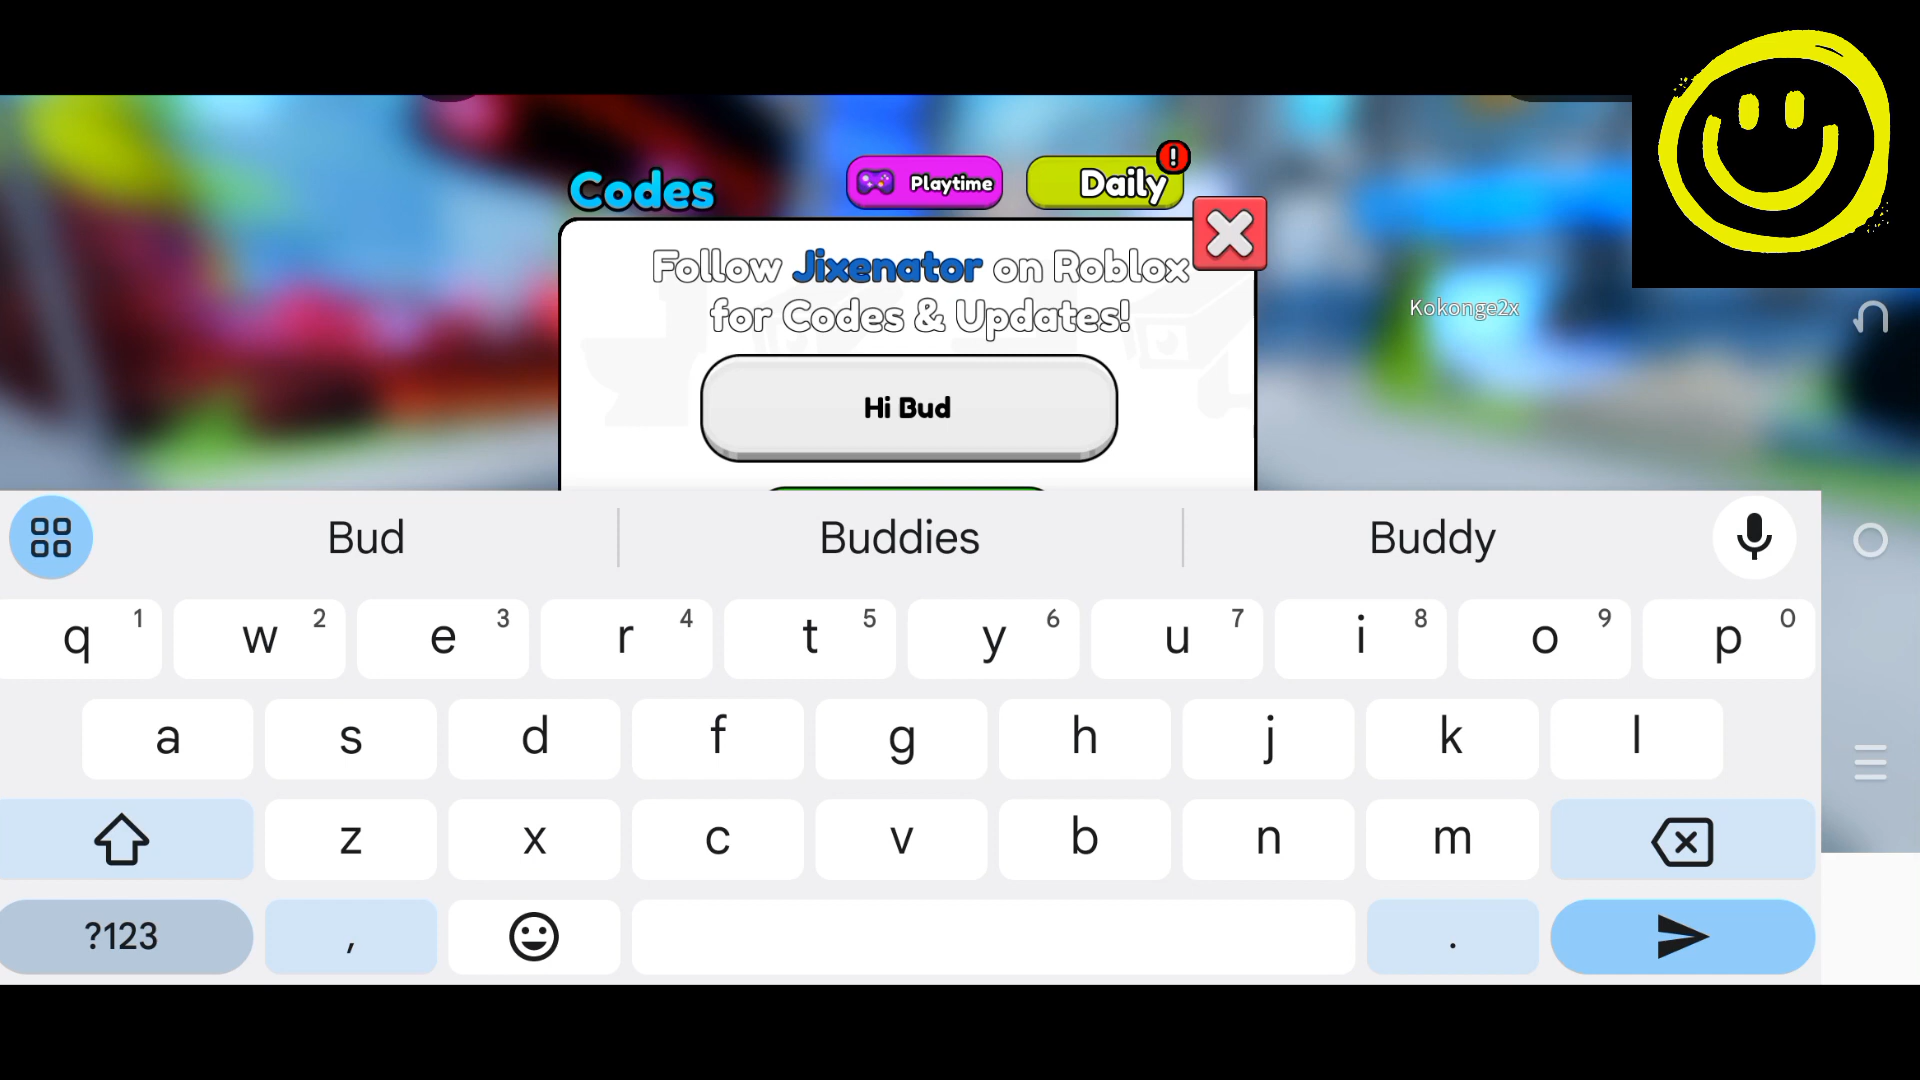 Codes
Playtime
Daily
!
Follow Jixenator on Roblox
for Codes & Updates!
Kokonge2x
Hi Bud
Bud Buddies Buddy
q 1 w 2 e 3 r 4 t 5 y 6 u 7 i 8 o 9 p 0
a s d f g h j k l
z x c v b n m
?123 , .